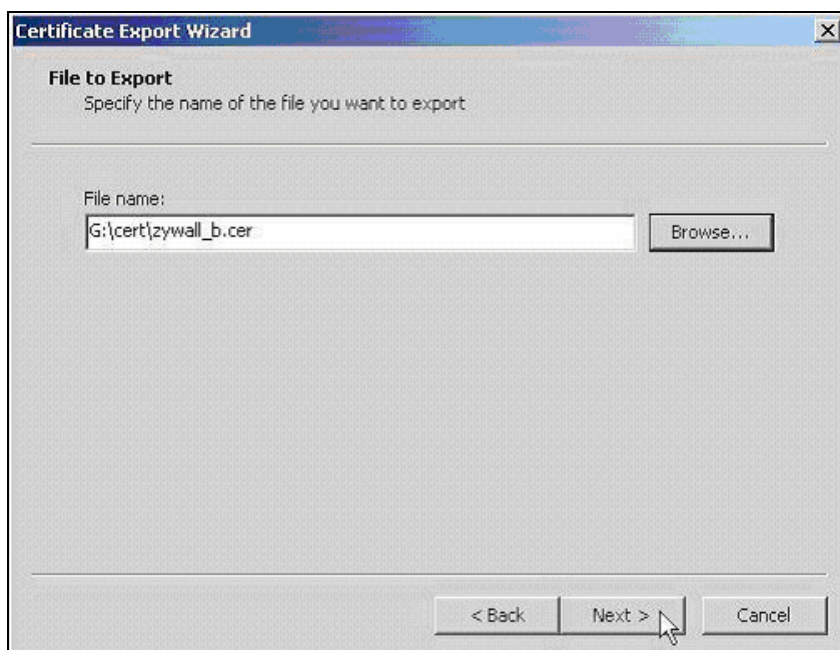 Certificate Export Wizard
File to Export
Specify the name of the file you want to export
File name:
G:\cert\zywall_b.cer
Browse...
< Back
Next >
Cancel